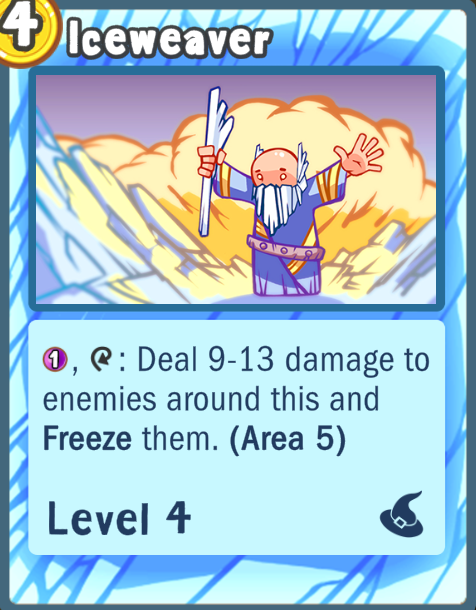 4 Iceweaver
1, : Deal 9-13 damage to
enemies around this and
Freeze them. (Area 5)
Level 4